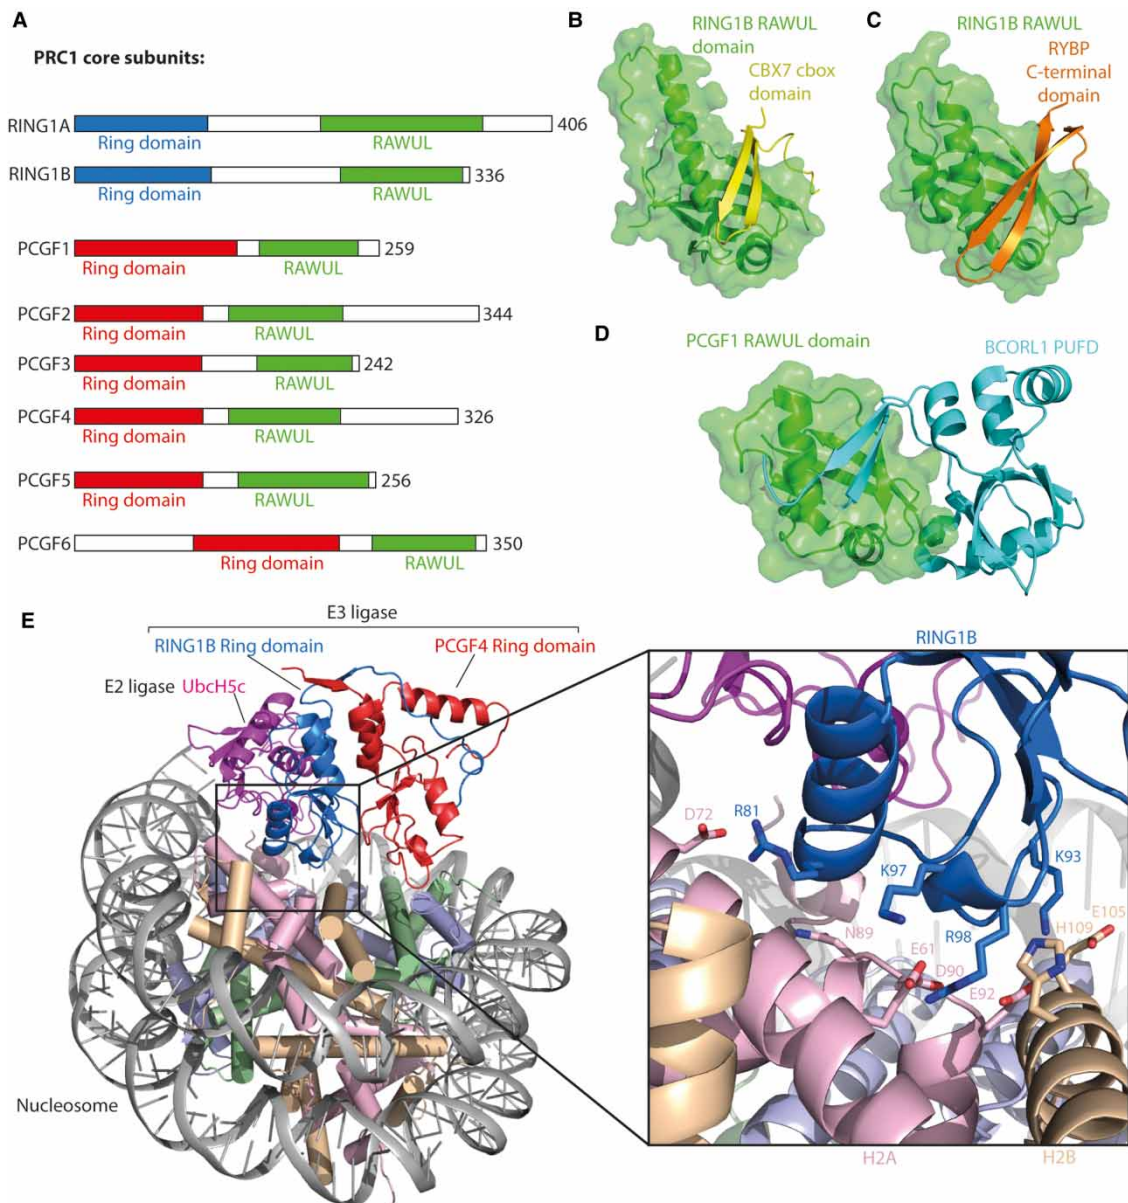 A
PRC1 core subunits:
RING1A
406
Ring domain
RAWUL
RING1B
336
Ring domain
RAWUL
PCGF1
259
Ring domain
RAWUL
PCGF2
344
Ring domain
RAWUL
PCGF3
242
Ring domain
RAWUL
PCGF4
326
Ring domain
RAWUL
PCGF5
256
Ring domain
RAWUL
PCGF6
350
Ring domain
RAWUL
B
RING1B RAWUL
domain
CBX7 cbox
domain
C
RING1B RAWUL
RYBP
C-terminal
domain
D
PCGF1 RAWUL domain
BCORL1 PUFD
E
E3 ligase
RING1B Ring domain
PCGF4 Ring domain
E2 ligase UbcH5c
Nucleosome
RING1B
D72
R81
K97
K93
E105
H109
N89
R98
E61
D90
E92
H2A
H2B